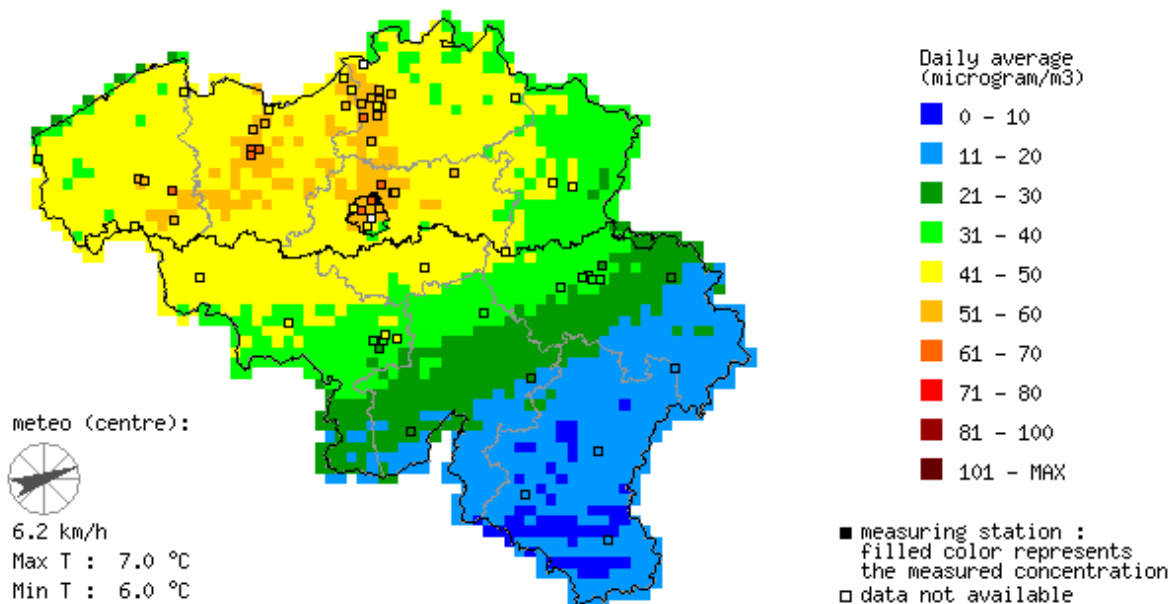 Daily average
(microgram/m3)
0 - 10
11 - 20
21 - 30
31 - 40
41 - 50
51 - 60
61 - 70
71 - 80
81 - 100
101 - MAX
meteo (centre):
6.2 km/h
Max T : 7.0 °C
Min T : 6.0 °C
measuring station :
filled color represents
the measured concentration
data not available